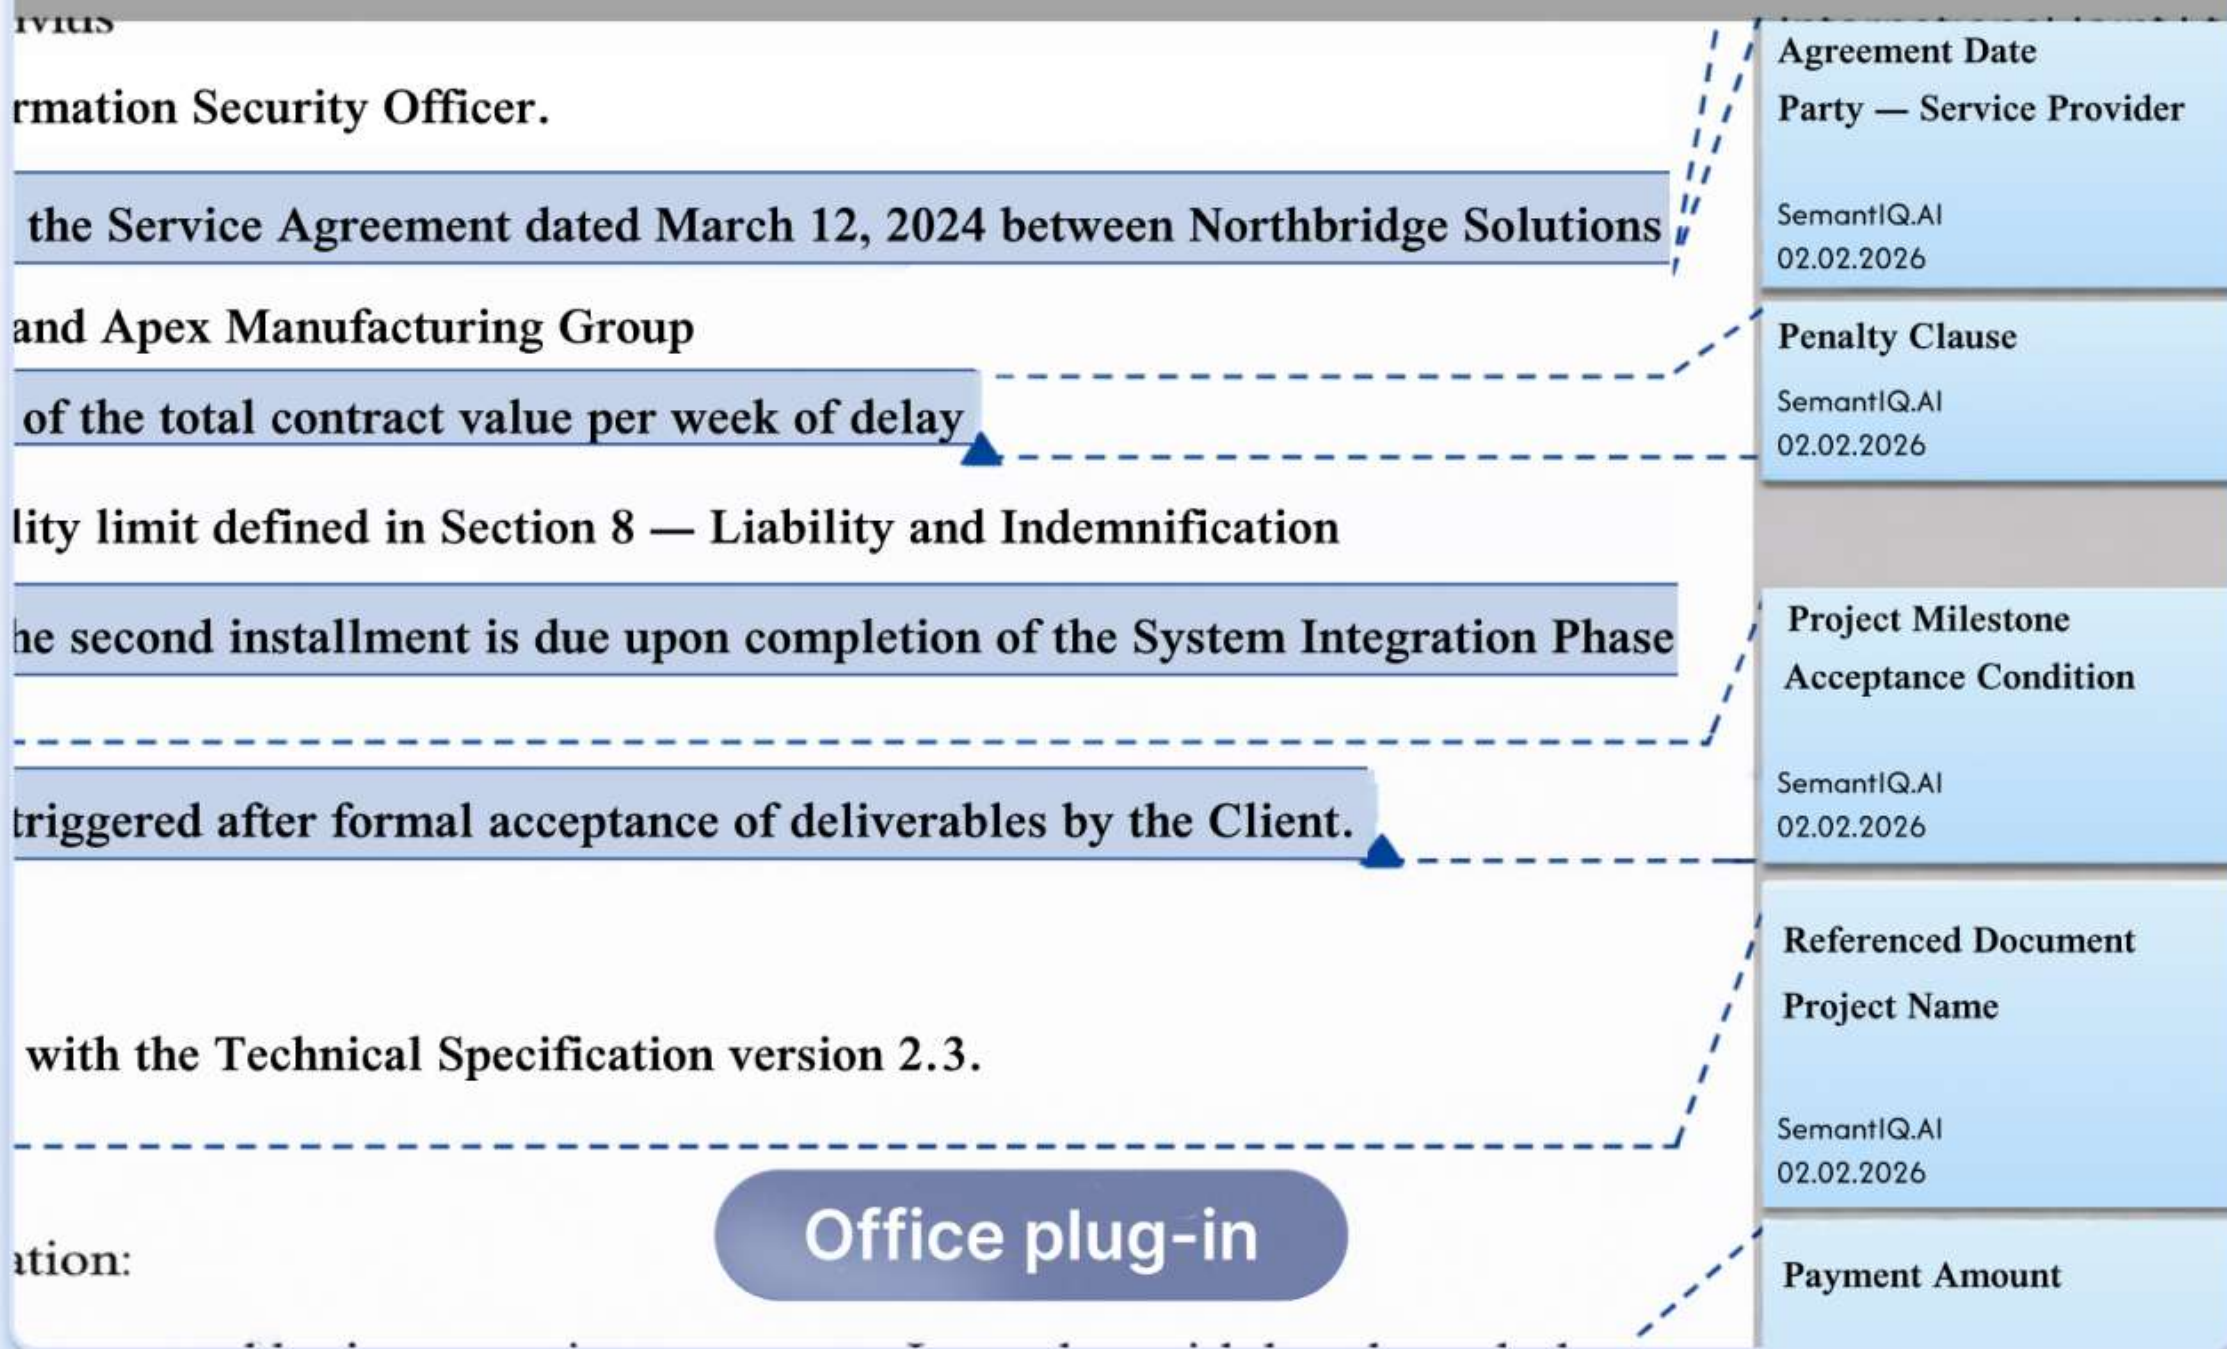 rmation Security Officer.
the Service Agreement dated March 12, 2024 between Northbridge Solutions
and Apex Manufacturing Group
of the total contract value per week of delay
lity limit defined in Section 8 — Liability and Indemnification
he second installment is due upon completion of the System Integration Phase
triggered after formal acceptance of deliverables by the Client.
with the Technical Specification version 2.3.
Office plug-in
ation:
Agreement Date
Party — Service Provider
SemantIQ.AI
02.02.2026
Penalty Clause
SemantIQ.AI
02.02.2026
Project Milestone
Acceptance Condition
SemantIQ.AI
02.02.2026
Referenced Document
Project Name
SemantIQ.AI
02.02.2026
Payment Amount